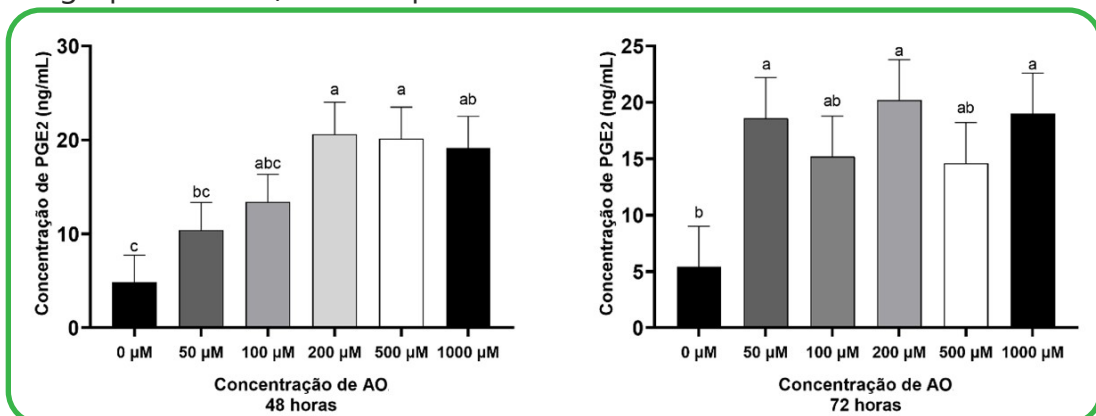 Concentração de PGE2 (ng/mL)
30
20
10
0
c
bc
abc
a
a
ab
0 µM
50 µM
100 µM
200 µM
500 µM
1000 µM
Concentração de AO
48 horas
Concentração de PGE2 (ng/mL)
25
20
15
10
5
0
b
a
ab
a
ab
a
0 µM
50 µM
100 µM
200 µM
500 µM
1000 µM
Concentração de AO
72 horas